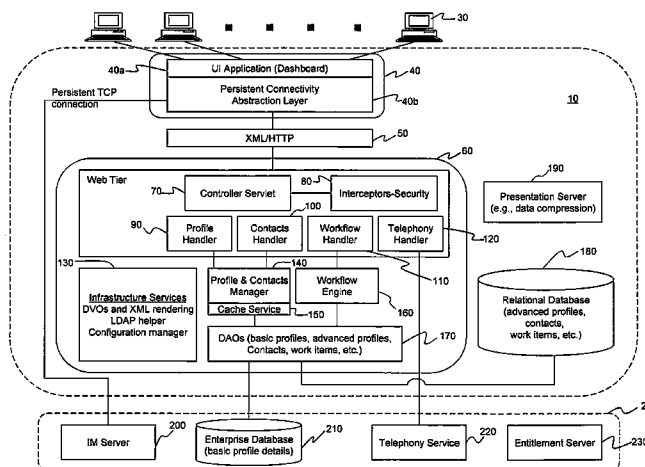 30
40a
UI Application (Dashboard)
40
Persistent TCP
connection
Persistent Connectivity
Abstraction Layer
40b
10
XML/HTTP
50
60
Web Tier
70
Controller Servlet
80
Interceptors-Security
190
Presentation Server
(e.g., data compression)
90
100
Profile
Handler
Contacts
Handler
Workflow
Handler
Telephony
Handler
120
110
130
140
180
Infrastructure Services
DVOs and XML rendering
LDAP helper
Configuration manager
Profile & Contacts
Manager
Cache Service
150
Workflow
Engine
160
Relational Database
(advanced profiles,
contacts,
work items, etc.)
DAOs (basic profiles, advanced profiles,
Contacts, work items, etc.)
170
IM Server
200
Enterprise Database
(basic profile details)
210
Telephony Service
220
Entitlement Server
230